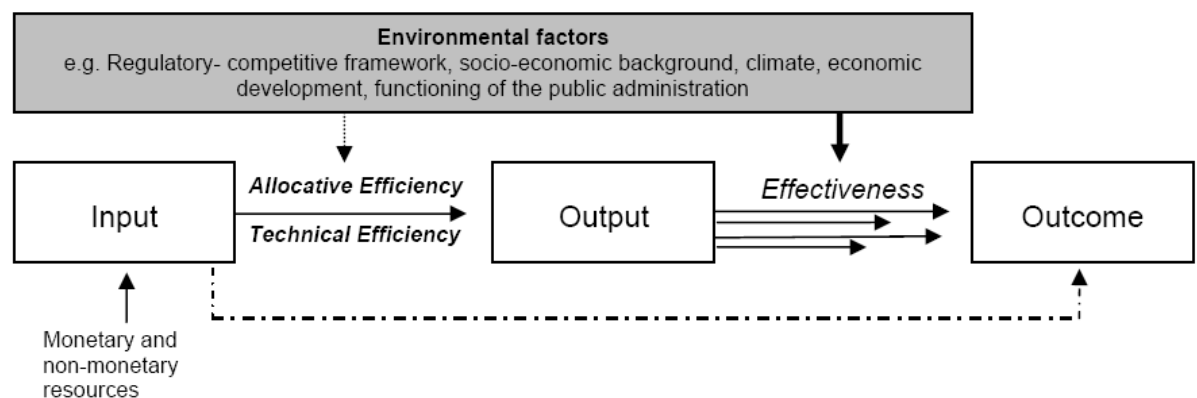 Environmental factors
e.g. Regulatory- competitive framework, socio-economic background, climate, economic
development, functioning of the public administration
Input
Allocative Efficiency
Technical Efficiency
Output
Effectiveness
Outcome
Monetary and
non-monetary
resources